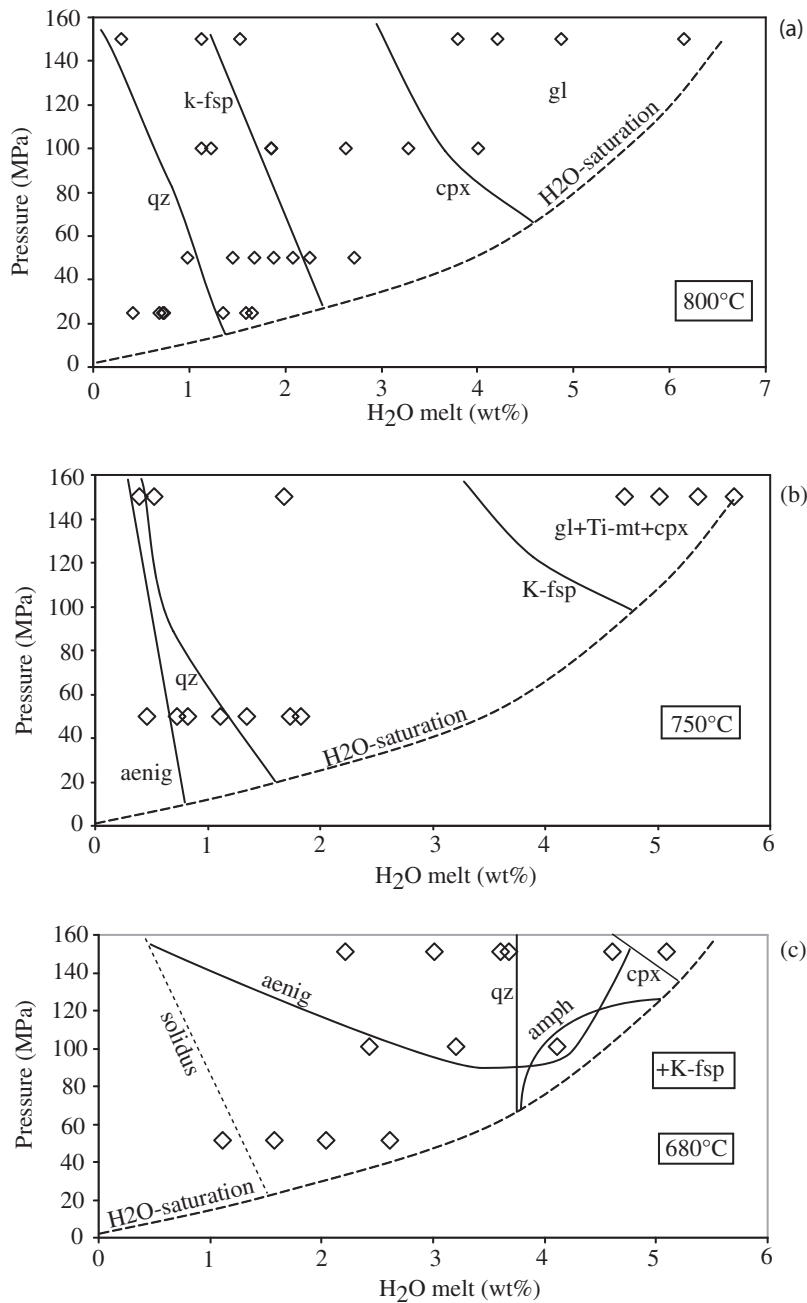 (a)
160
140
120
100
80
60
40
20
0
Pressure (MPa)
qz
k-fsp
cpx
gl
H2O-saturation
800°C
0 1 2 3 4 5 6 7
H₂O melt (wt%)
(b)
160
140
120
100
80
60
40
20
0
Pressure (MPa)
aenig
qz
K-fsp
gl+Ti-mt+cpx
H2O-saturation
750°C
0 1 2 3 4 5 6
H₂O melt (wt%)
(c)
160
140
120
100
80
60
40
20
0
Pressure (MPa)
aenig
solidus
qz
amph
cpx
+K-fsp
680°C
H2O-saturation
0 1 2 3 4 5 6
H₂O melt (wt%)